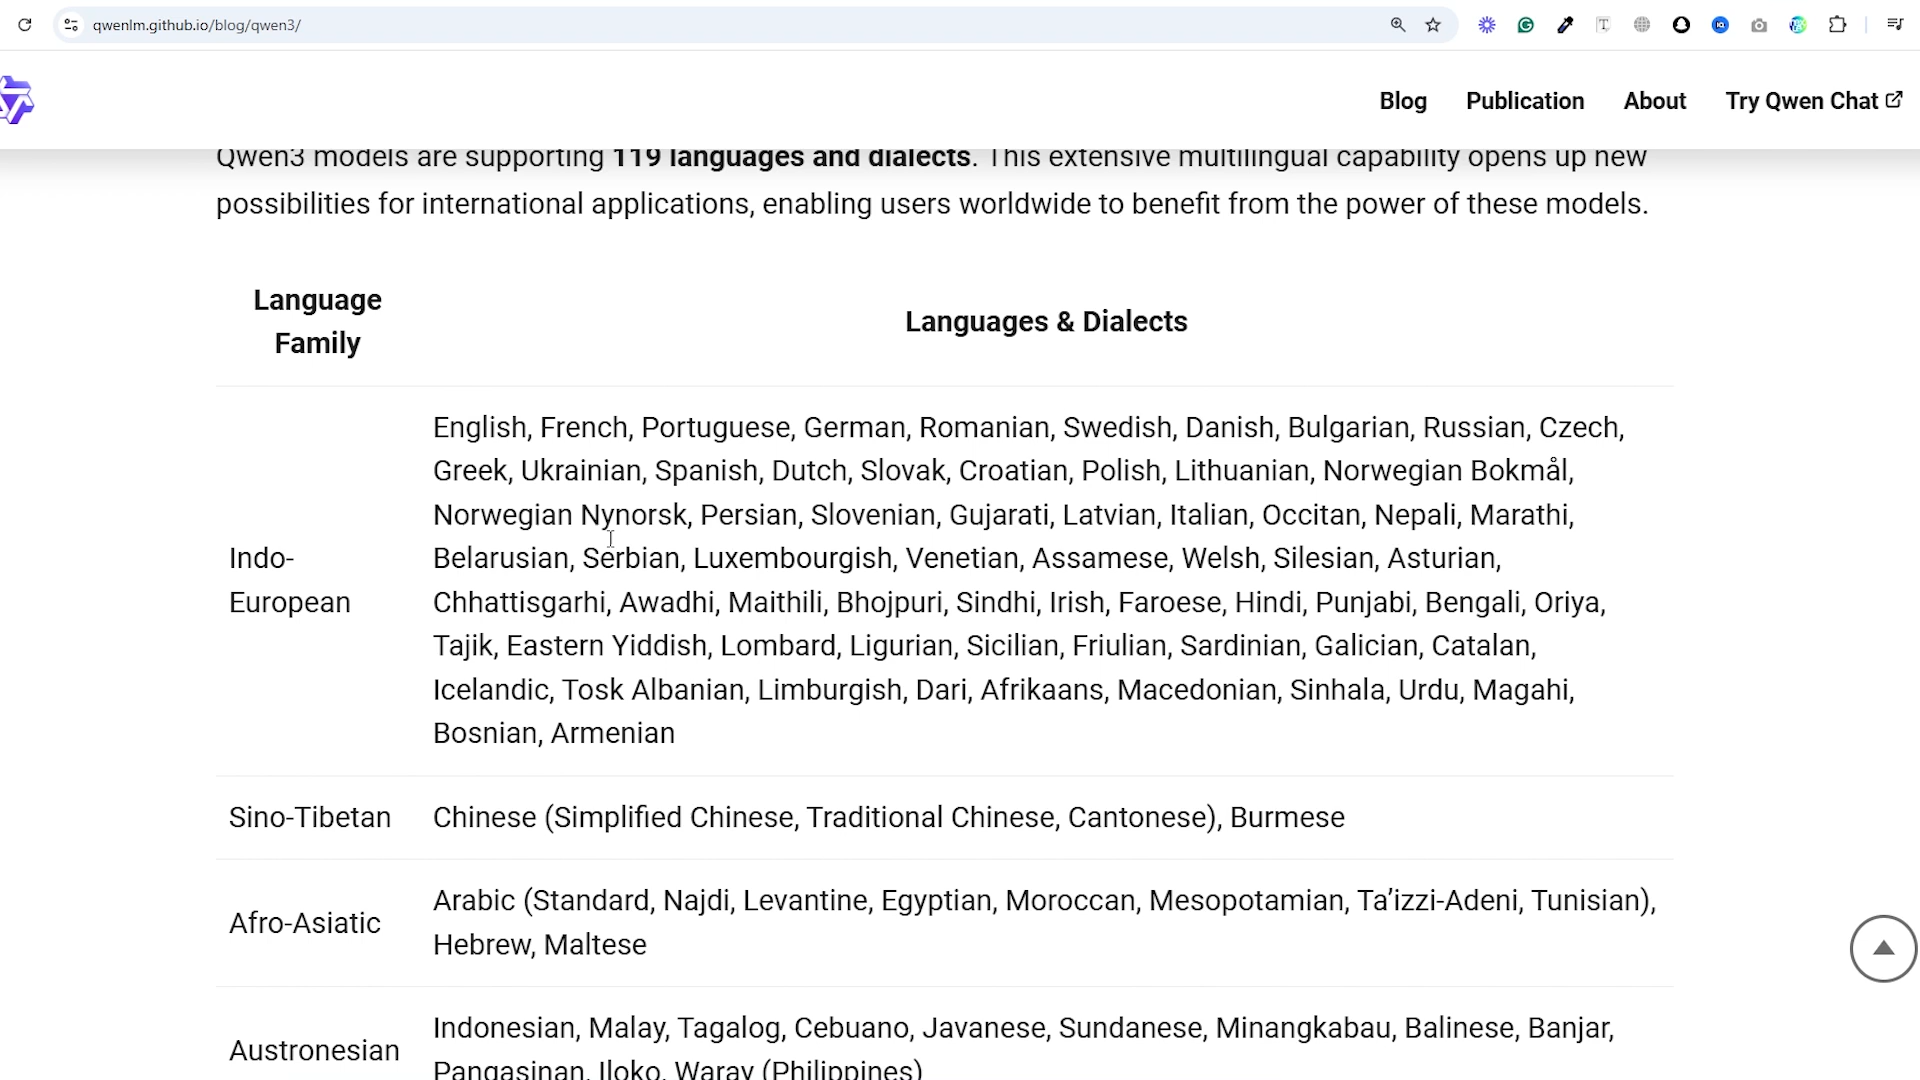 qwenlm.github.io/blog/qwen3/
Blog
Publication
About
Try Qwen Chat
Qwen3 models are supporting 119 languages and dialects. This extensive multilingual capability opens up new
possibilities for international applications, enabling users worldwide to benefit from the power of these models.
Language
Family
Languages & Dialects
Indo-
European
English, French, Portuguese, German, Romanian, Swedish, Danish, Bulgarian, Russian, Czech,
Greek, Ukrainian, Spanish, Dutch, Slovak, Croatian, Polish, Lithuanian, Norwegian Bokmål,
Norwegian Nynorsk, Persian, Slovenian, Gujarati, Latvian, Italian, Occitan, Nepali, Marathi,
Belarusian, Serbian, Luxembourgish, Venetian, Assamese, Welsh, Silesian, Asturian,
Chhattisgarhi, Awadhi, Maithili, Bhojpuri, Sindhi, Irish, Faroese, Hindi, Punjabi, Bengali, Oriya,
Tajik, Eastern Yiddish, Lombard, Ligurian, Sicilian, Friulian, Sardinian, Galician, Catalan,
Icelandic, Tosk Albanian, Limburgish, Dari, Afrikaans, Macedonian, Sinhala, Urdu, Magahi,
Bosnian, Armenian
Sino-Tibetan
Chinese (Simplified Chinese, Traditional Chinese, Cantonese), Burmese
Afro-Asiatic
Arabic (Standard, Najdi, Levantine, Egyptian, Moroccan, Mesopotamian, Ta’izzi-Adeni, Tunisian),
Hebrew, Maltese
Austronesian
Indonesian, Malay, Tagalog, Cebuano, Javanese, Sundanese, Minangkabau, Balinese, Banjar,
Pangasinan, Iloko, Waray (Philippines)